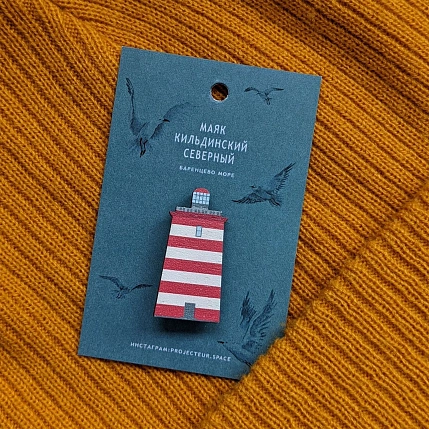 МАЯК
КИЛЬДИНСКИЙ
СЕВЕРНЫЙ
БАРЕНЦЕВО МОРЕ
ИНСТАГРАМ:PROJECTEUR.SPACE